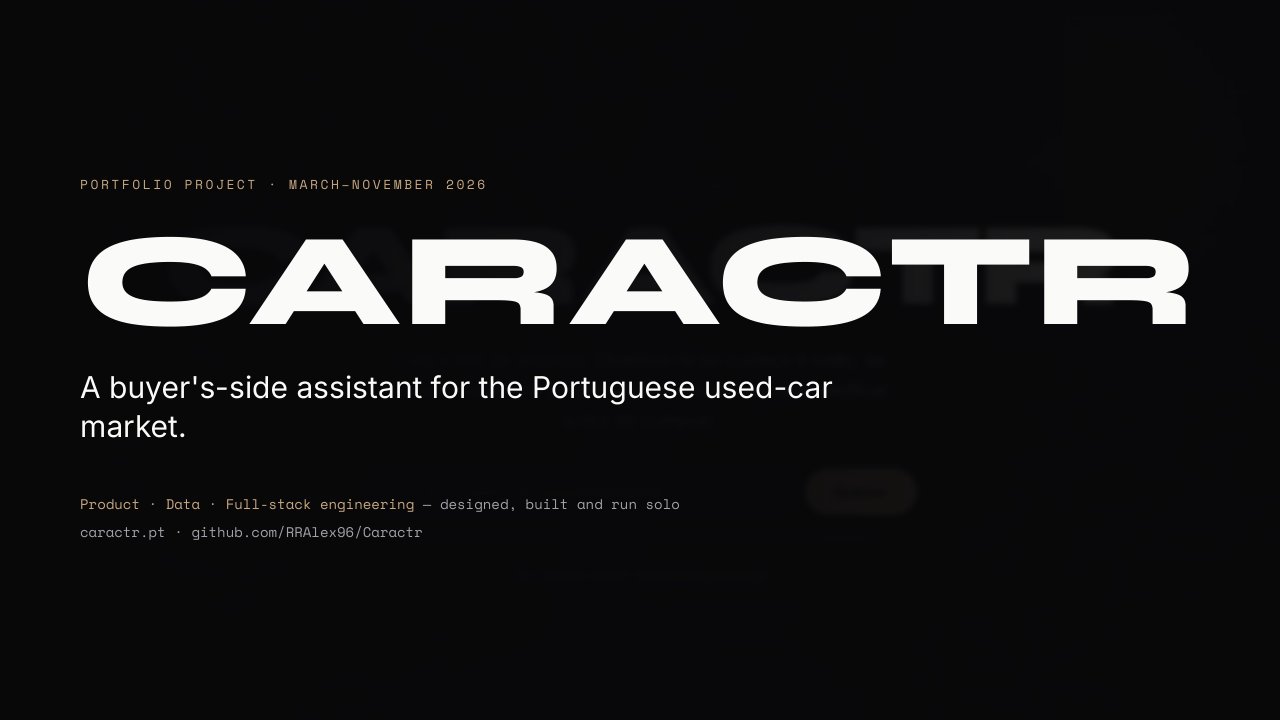 PORTFOLIO PROJECT · MARCH–NOVEMBER 2026
CARACTR
A buyer's-side assistant for the Portuguese used-car
market.
Product · Data · Full-stack engineering — designed, built and run solo
caractr.pt · github.com/RRAlex96/Caractr